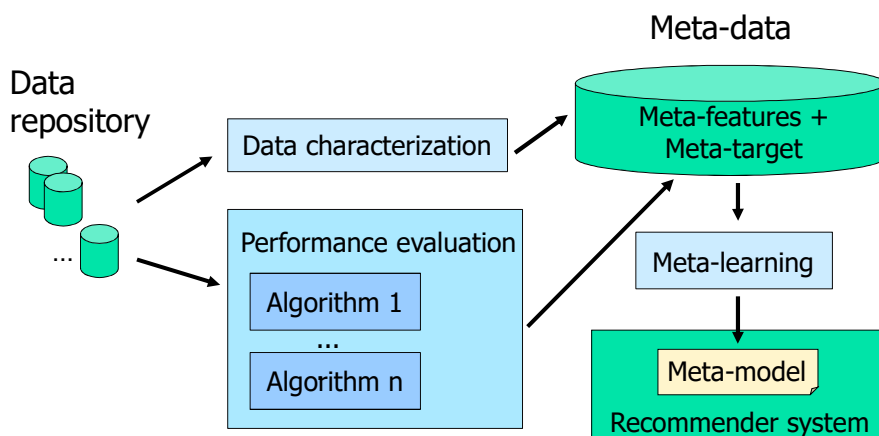 Meta-data
Data
repository
...
Data characterization
Meta-features +
Meta-target
Performance evaluation
Algorithm 1
...
Algorithm n
Meta-learning
Meta-model
Recommender system